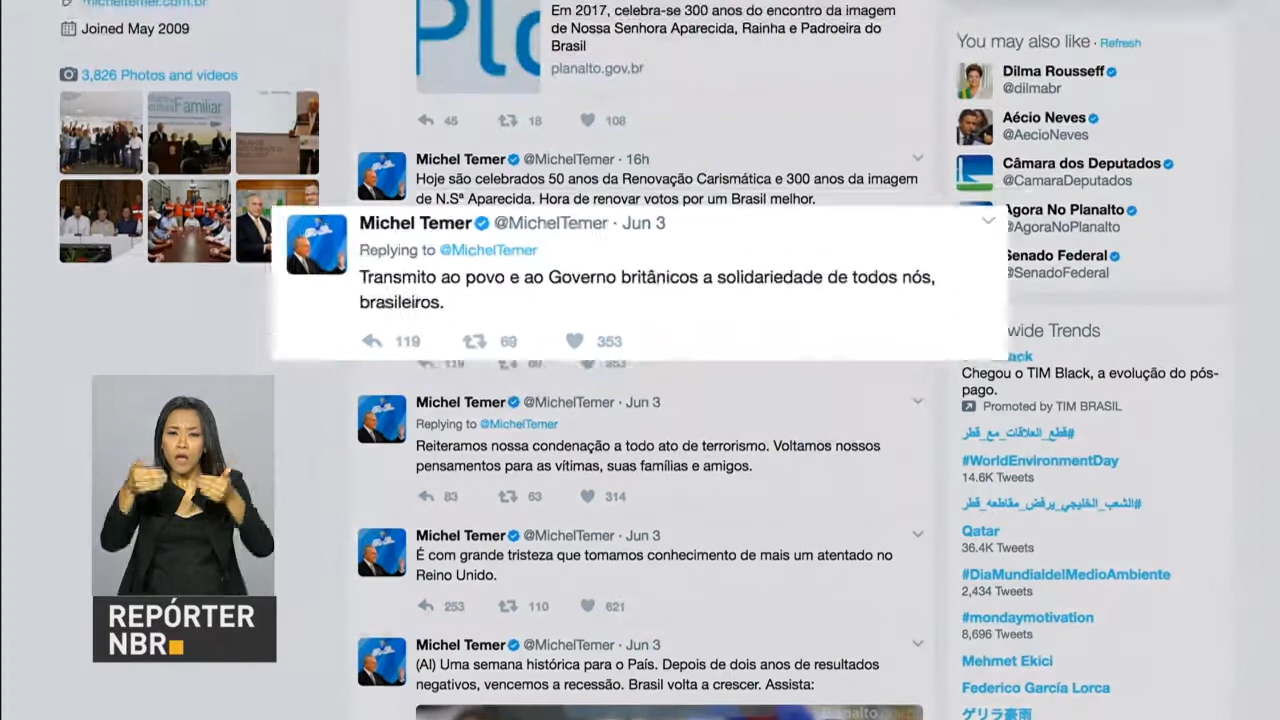 micheltemer.com.br
Joined May 2009
3,826 Photos and videos
Familiar
Em 2017, celebra-se 300 anos do encontro da imagem
de Nossa Senhora Aparecida, Rainha e Padroeira do
Brasil
planalto.gov.br
45 18 108
Michel Temer @MichelTemer · 16h
Hoje são celebrados 50 anos da Renovação Carismática e 300 anos da imagem
de N.Sª Aparecida. Hora de renovar votos por um Brasil melhor.
Michel Temer @MichelTemer · Jun 3
Replying to @MichelTemer
Transmito ao povo e ao Governo britânicos a solidariedade de todos nós,
brasileiros.
119 69 353
119 69 353
Michel Temer @MichelTemer · Jun 3
Replying to @MichelTemer
Reiteramos nossa condenação a todo ato de terrorismo. Voltamos nossos
pensamentos para as vítimas, suas famílias e amigos.
83 63 314
Michel Temer @MichelTemer · Jun 3
É com grande tristeza que tomamos conhecimento de mais um atentado no
Reino Unido.
253 110 621
Michel Temer @MichelTemer · Jun 3
(AI) Uma semana histórica para o País. Depois de dois anos de resultados
negativos, vencemos a recessão. Brasil volta a crescer. Assista:
You may also like · Refresh
Dilma Rousseff
@dilmabr
Aécio Neves
@AecioNeves
Câmara dos Deputados
@CamaraDeputados
Agora No Planalto
@AgoraNoPlanalto
Senado Federal
@SenadoFederal
wide Trends
ack
Chegou o TIM Black, a evolução do pós-
pago.
Promoted by TIM BRASIL
#قطع_العلاقات_مع_قطر
#WorldEnvironmentDay
14.6K Tweets
#الشعب_الخليجي_يرفض_مقاطعه_قطر
Qatar
36.4K Tweets
#DiaMundialdelMedioAmbiente
2,434 Tweets
#mondaymotivation
8,696 Tweets
Mehmet Ekici
Federico García Lorca
ゲリラ豪雨
REPÓRTER
NBR